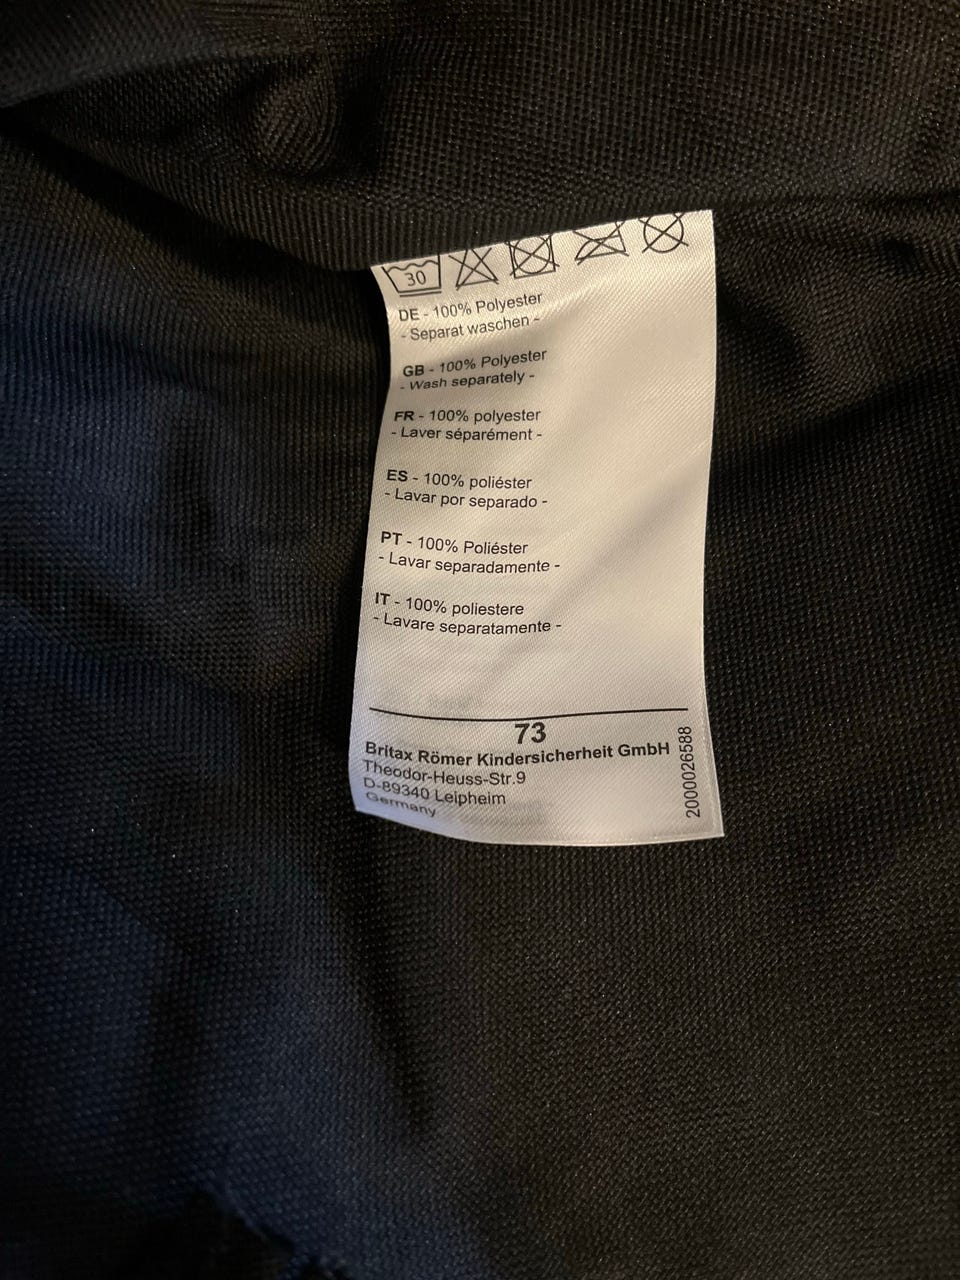 30
DE - 100% Polyester
- Separat waschen -
GB - 100% Polyester
- Wash separately -
FR - 100% polyester
- Laver séparément -
ES - 100% poliéster
- Lavar por separado -
PT - 100% Poliéster
- Lavar separadamente -
IT - 100% poliestere
- Lavare separatamente -
73
Britax Römer Kindersicherheit GmbH
Theodor-Heuss-Str.9
D-89340 Leipheim
Germany
2000026588